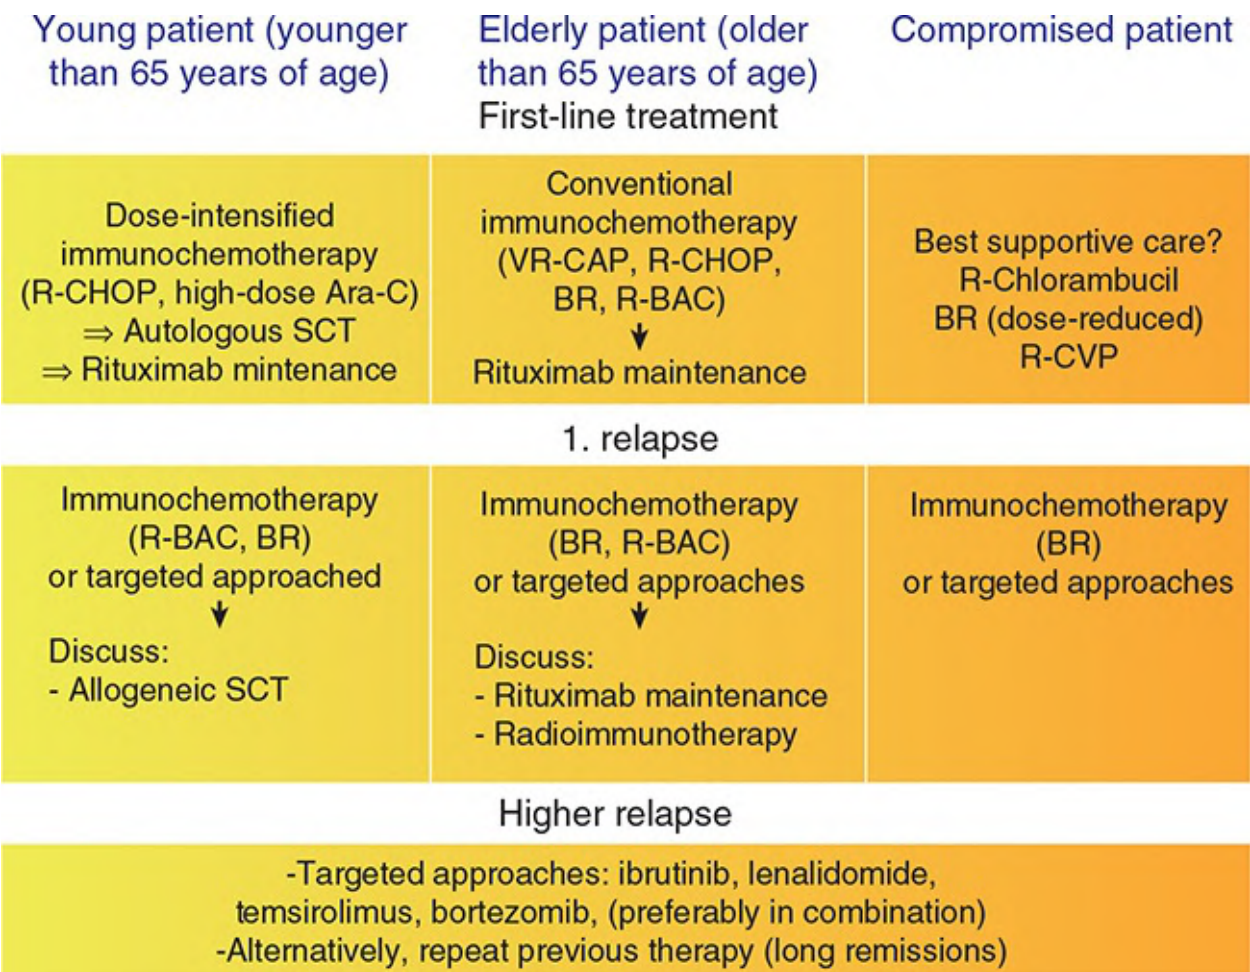 Young patient (younger
than 65 years of age)
Elderly patient (older
than 65 years of age)
Compromised patient
First-line treatment
Dose-intensified
immunochemotherapy
(R-CHOP, high-dose Ara-C)
⇒ Autologous SCT
⇒ Rituximab mintenance
Conventional
immunochemotherapy
(VR-CAP, R-CHOP,
BR, R-BAC)
Rituximab maintenance
Best supportive care?
R-Chlorambucil
BR (dose-reduced)
R-CVP
1. relapse
Immunochemotherapy
(R-BAC, BR)
or targeted approached
Discuss:
- Allogeneic SCT
Immunochemotherapy
(BR, R-BAC)
or targeted approaches
Discuss:
- Rituximab maintenance
- Radioimmunotherapy
Immunochemotherapy
(BR)
or targeted approaches
Higher relapse
-Targeted approaches: ibrutinib, lenalidomide,
temsirolimus, bortezomib, (preferably in combination)
-Alternatively, repeat previous therapy (long remissions)